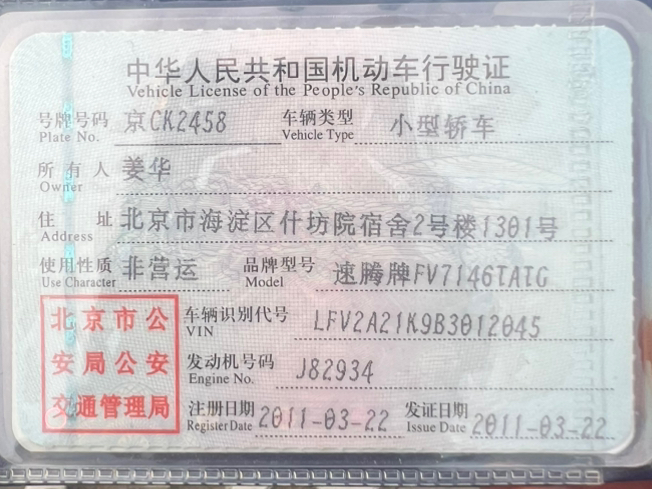 中华人民共和国机动车行驶证
Vehicle License of the People's Republic of China
号牌号码 京CK2458 车辆类型 小型轿车
Plate No. Vehicle Type
所有人 姜华
Owner
住址 北京市海淀区什坊院宿舍2号楼1301号
Address
使用性质 非营运 品牌型号 速腾牌FV7146TATG
Use Character Model
北京市公
安局公安
交通管理局
车辆识别代号 LFV2A21K9B3012045
VIN
发动机号码 J82934
Engine No.
注册日期 2011-03-22 发证日期 2011-03-22
Register Date Issue Date